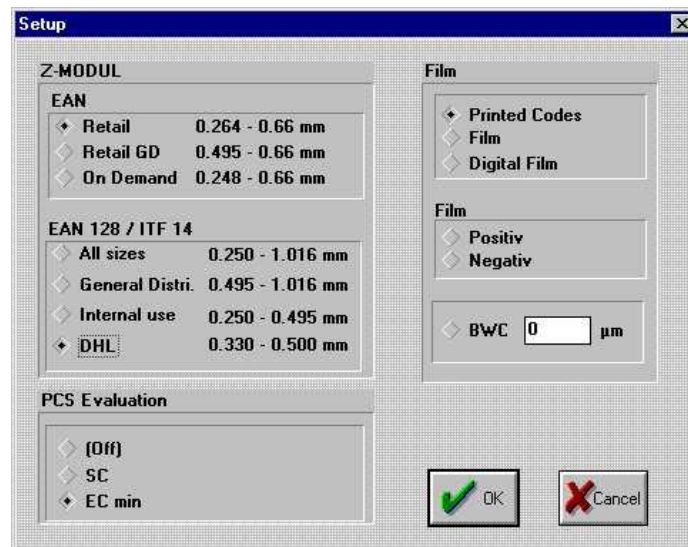 Setup
Z-MODUL
EAN
Retail 0.264 - 0.66 mm
Retail GD 0.495 - 0.66 mm
On Demand 0.248 - 0.66 mm
EAN 128 / ITF 14
All sizes 0.250 - 1.016 mm
General Distri. 0.495 - 1.016 mm
Internal use 0.250 - 0.495 mm
DHL 0.330 - 0.500 mm
PCS Evaluation
(Off)
SC
EC min
Film
Printed Codes
Film
Digital Film
Film
Positiv
Negativ
BWC 0 µm
OK
Cancel